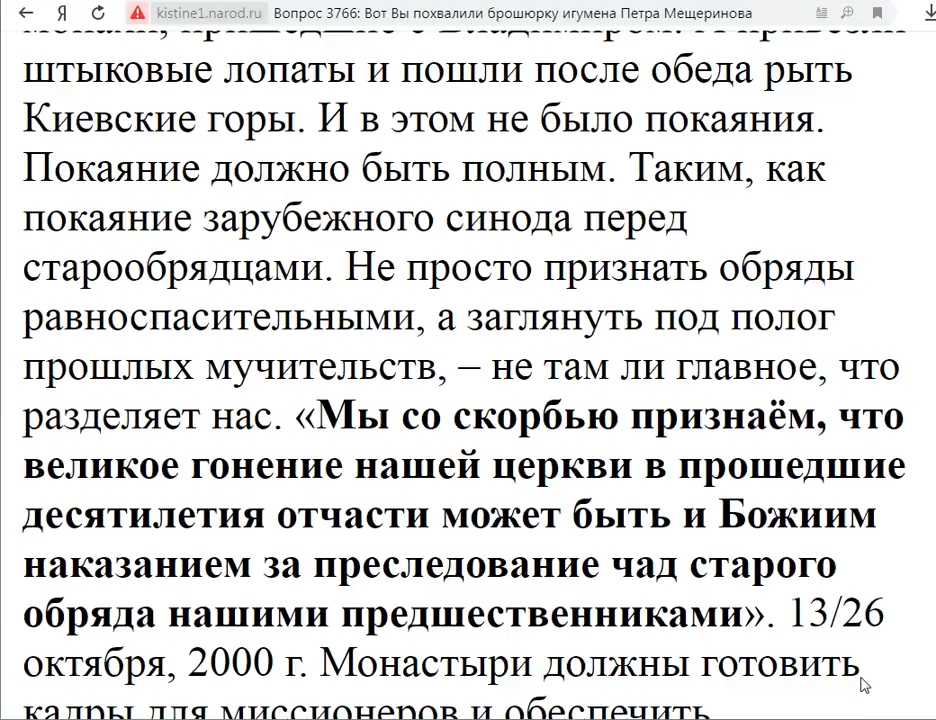 kistine1.narod.ru Вопрос 3766: Вот Вы похвалили брошюрку игумена Петра Мещеринова
штыковые лопаты и пошли после обеда рыть
Киевские горы. И в этом не было покаяния.
Покаяние должно быть полным. Таким, как
покаяние зарубежного синода перед
старообрядцами. Не просто признать обряды
равноспасительными, а заглянуть под полог
прошлых мучительств, – не там ли главное, что
разделяет нас. «Мы со скорбью признаём, что
великое гонение нашей церкви в прошедшие
десятилетия отчасти может быть и Божиим
наказанием за преследование чад старого
обряда нашими предшественниками». 13/26
октября, 2000 г. Монастыри должны готовить
кадры для миссионеров и обеспечить